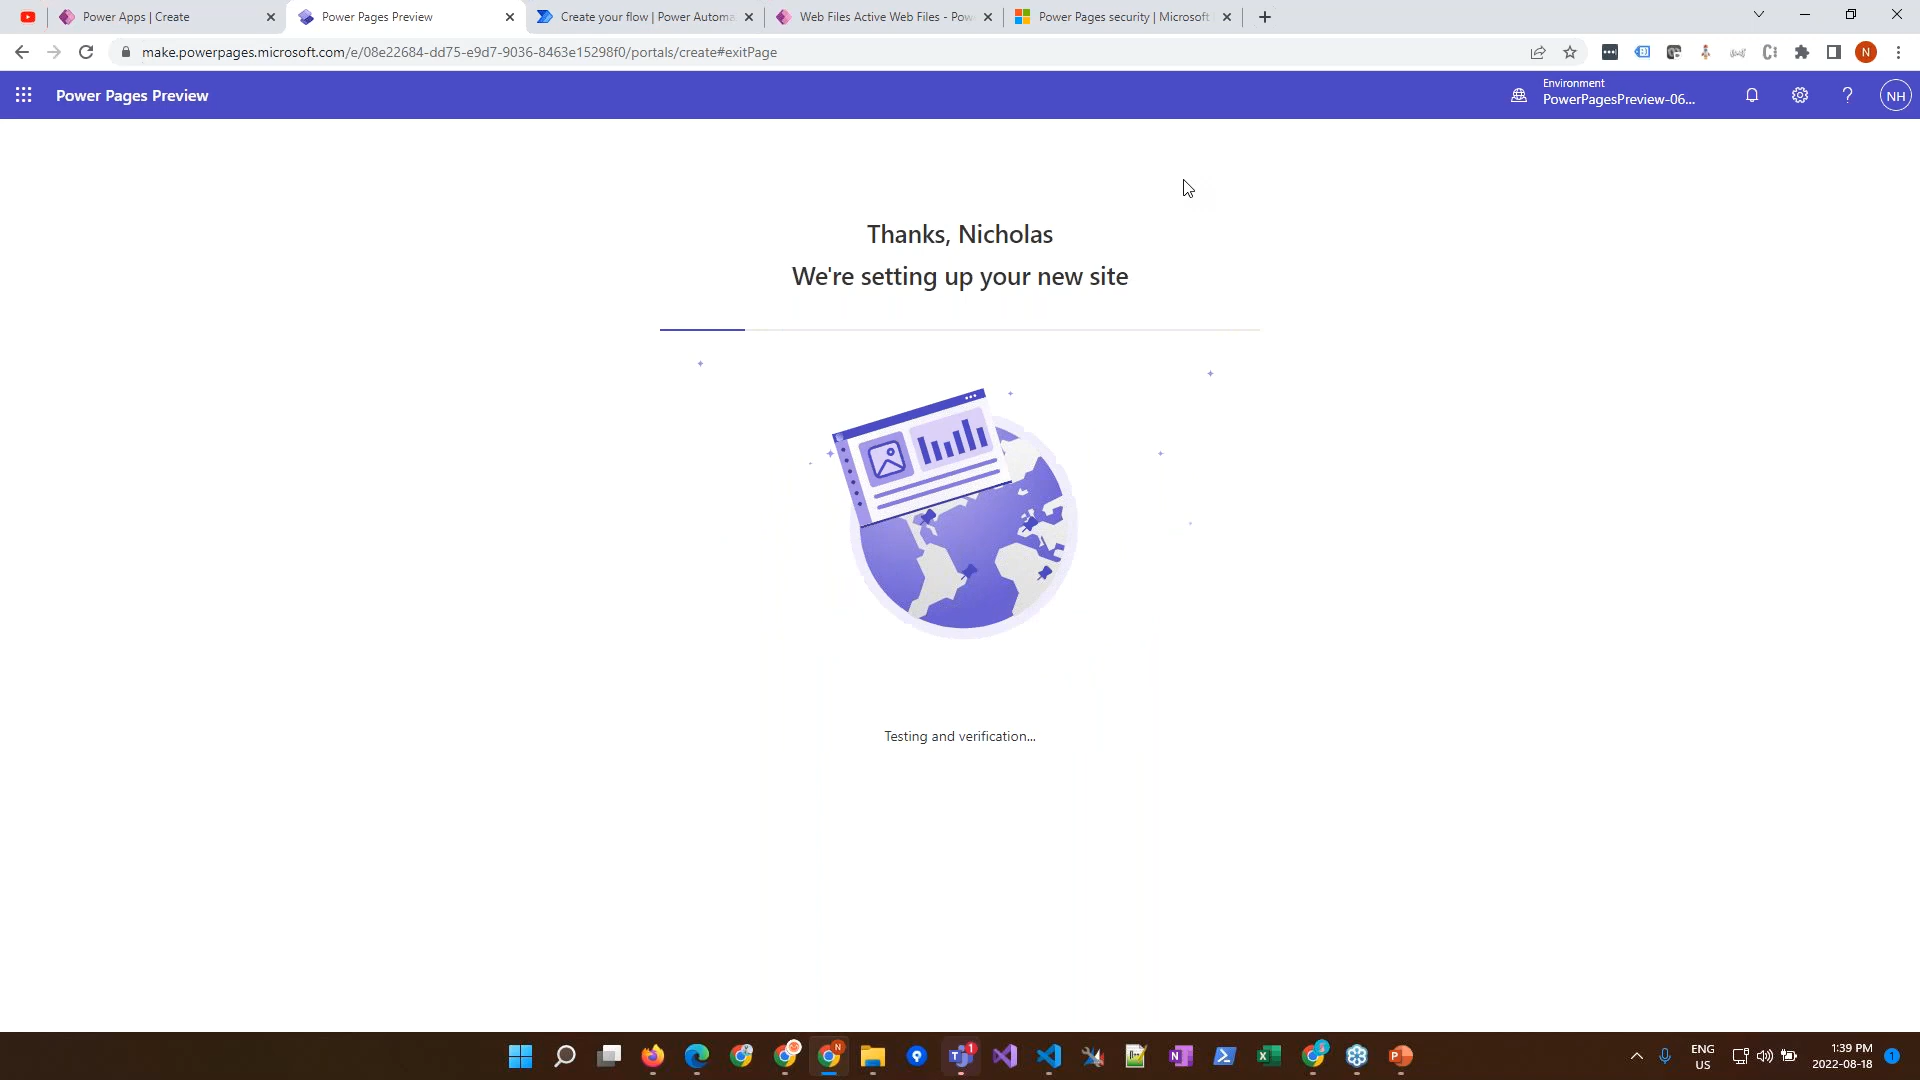 Power Apps | Create
Power Pages Preview
Create your flow | Power Automa
Web Files Active Web Files - Pow
Power Pages security | Microsoft
make.powerpages.microsoft.com/e/08e22684-dd75-e9d7-9036-8463e15298f0/portals/create#exitPage
N
Power Pages Preview
Environment
PowerPagesPreview-06...
NH
Thanks, Nicholas
We're setting up your new site
Testing and verification...
ENG
US
1:39 PM
2022-08-18
1